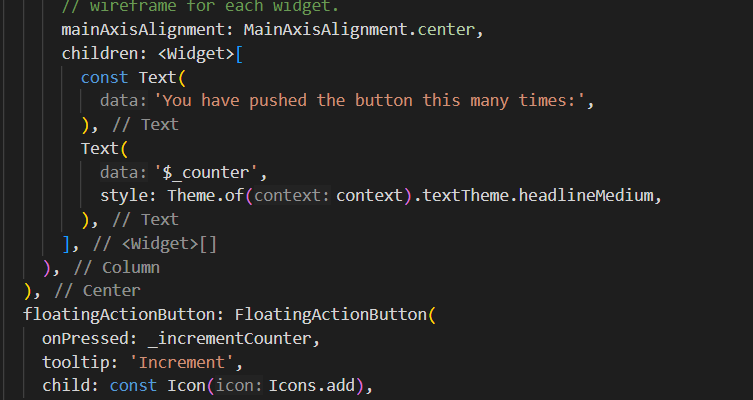 // wireframe for each widget.
mainAxisAlignment: MainAxisAlignment.center,
children: <Widget>[
const Text(
data: 'You have pushed the button this many times:',
), // Text
Text(
data: '$_counter',
style: Theme.of(context: context).textTheme.headlineMedium,
), // Text
], // <Widget>[]
), // Column
), // Center
floatingActionButton: FloatingActionButton(
onPressed: _incrementCounter,
tooltip: 'Increment',
child: const Icon(icon: Icons.add),